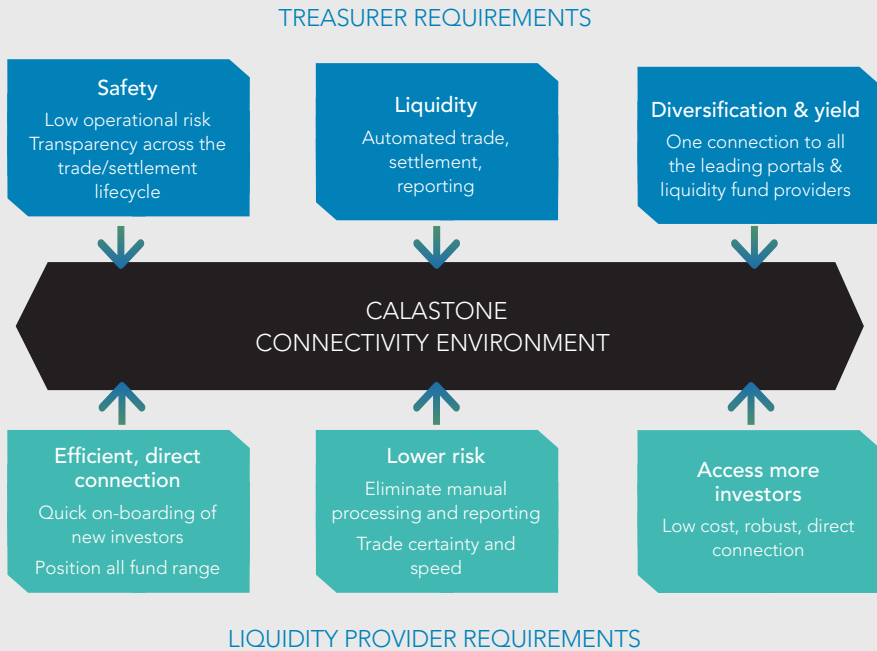 TREASURER REQUIREMENTS
Safety
Low operational risk
Transparency across the
trade/settlement
lifecycle
Liquidity
Automated trade,
settlement,
reporting
Diversification & yield
One connection to all
the leading portals &
liquidity fund providers
CALASTONE
CONNECTIVITY ENVIRONMENT
Efficient, direct
connection
Quick on-boarding of
new investors
Position all fund range
Lower risk
Eliminate manual
processing and reporting
Trade certainty and
speed
Access more
investors
Low cost, robust, direct
connection
LIQUIDITY PROVIDER REQUIREMENTS